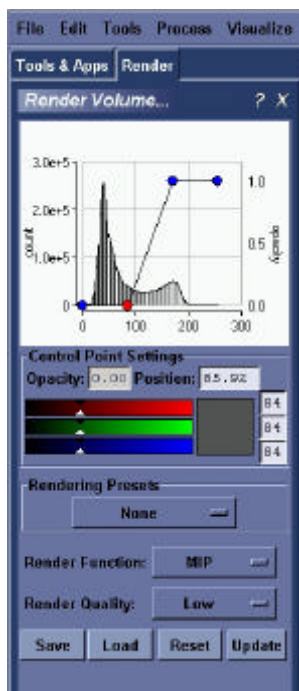 File Edit Tools Process Visualize
Tools & Apps Render
Render Volume... ? X
3.0e+5
2.0e+5
1.0e+5
0
count
1.0
0.5
0.0
opacity
0 100 200 300
Control Point Settings
Opacity: 0.00 Position: 85.92
84
84
84
Rendering Presets
None
Render Function: MIP
Render Quality: Low
Save Load Reset Update